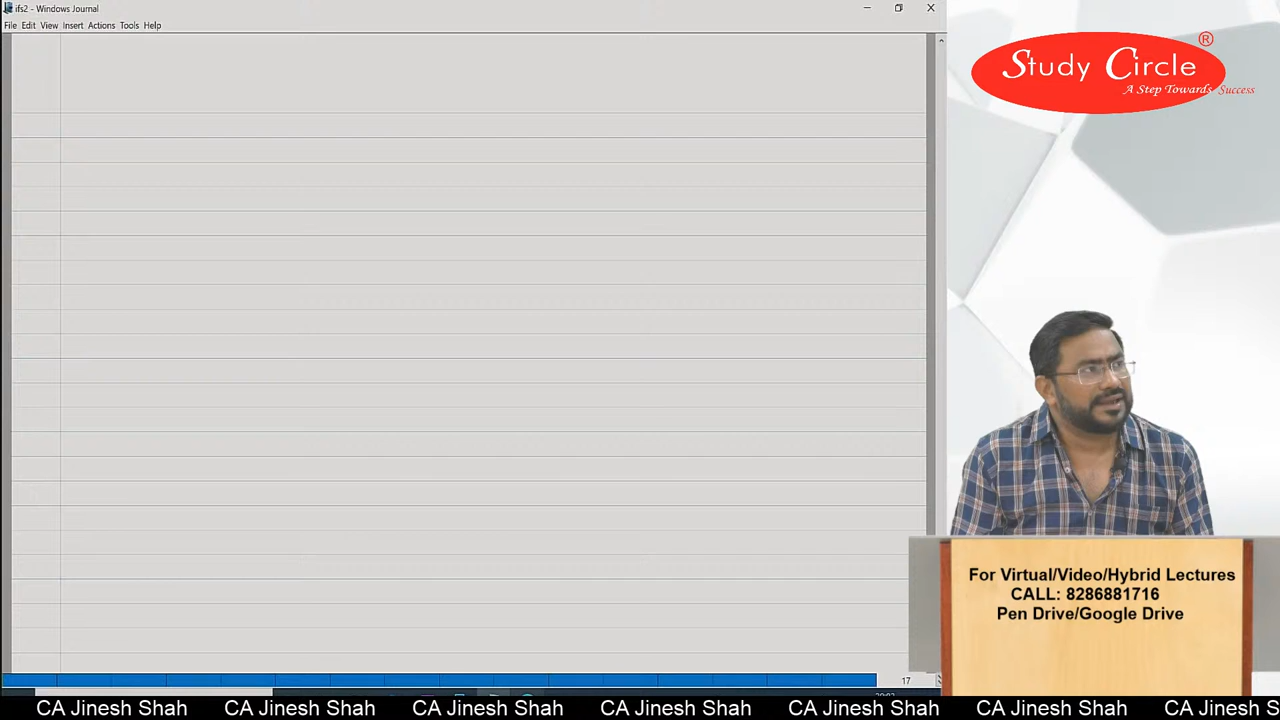 ifs2 - Windows Journal
File Edit View Insert Actions Tools Help
Study Circle ®
A Step Towards Success
For Virtual/Video/Hybrid Lectures
CALL: 8286881716
Pen Drive/Google Drive
17
CA Jinesh Shah CA Jinesh Shah CA Jinesh Shah CA Jinesh Shah CA Jinesh Shah CA Jinesh Shah CA Jinesh S